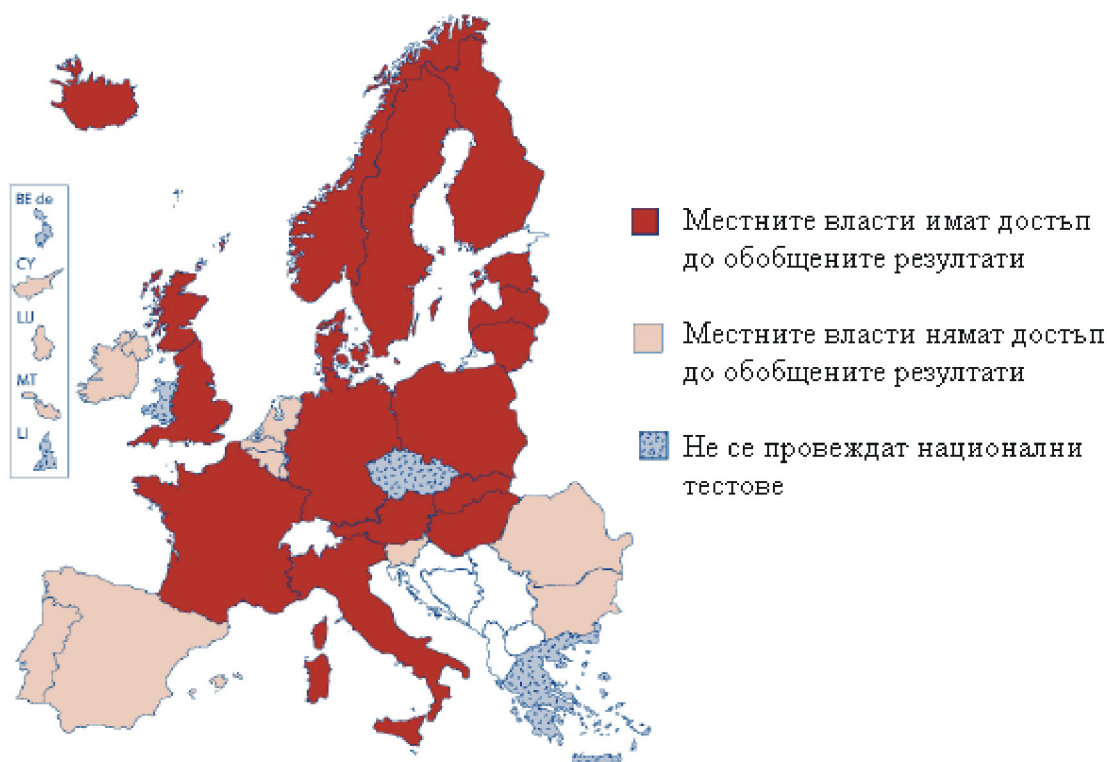 BE de
CY
LU
MT
LI
Местните власти имат достъп
до обобщените резултати
Местните власти нямат достъп
до обобщените резултати
Не се провеждат национални
тестове